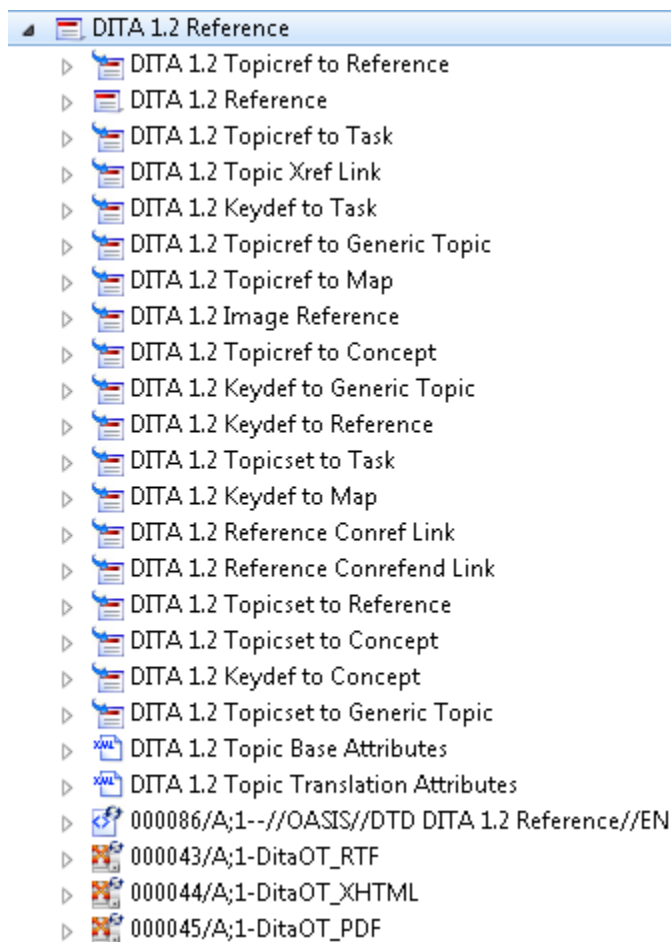 DITA 1.2 Reference
DITA 1.2 Topicref to Reference
DITA 1.2 Reference
DITA 1.2 Topicref to Task
DITA 1.2 Topic Xref Link
DITA 1.2 Keydef to Task
DITA 1.2 Topicref to Generic Topic
DITA 1.2 Topicref to Map
DITA 1.2 Image Reference
DITA 1.2 Topicref to Concept
DITA 1.2 Keydef to Generic Topic
DITA 1.2 Keydef to Reference
DITA 1.2 Topicset to Task
DITA 1.2 Keydef to Map
DITA 1.2 Reference Conref Link
DITA 1.2 Reference Conrefend Link
DITA 1.2 Topicset to Reference
DITA 1.2 Topicset to Concept
DITA 1.2 Keydef to Concept
DITA 1.2 Topicset to Generic Topic
DITA 1.2 Topic Base Attributes
DITA 1.2 Topic Translation Attributes
000086/A;1--//OASIS//DTD DITA 1.2 Reference//EN
000043/A;1-DitaOT_RTF
000044/A;1-DitaOT_XHTML
000045/A;1-DitaOT_PDF